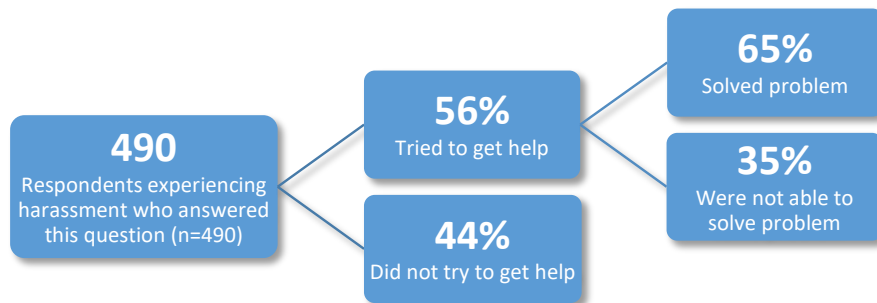 490
Respondents experiencing
harassment who answered
this question (n=490)
56%
Tried to get help
44%
Did not try to get help
65%
Solved problem
35%
Were not able to
solve problem